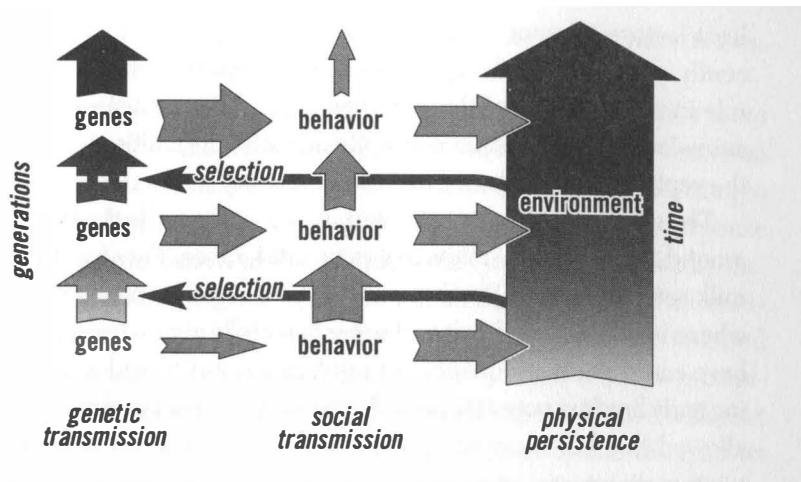 genes
behavior
selection
environment
genes
behavior
selection
genes
behavior
generations
time
genetic
transmission
social
transmission
physical
persistence